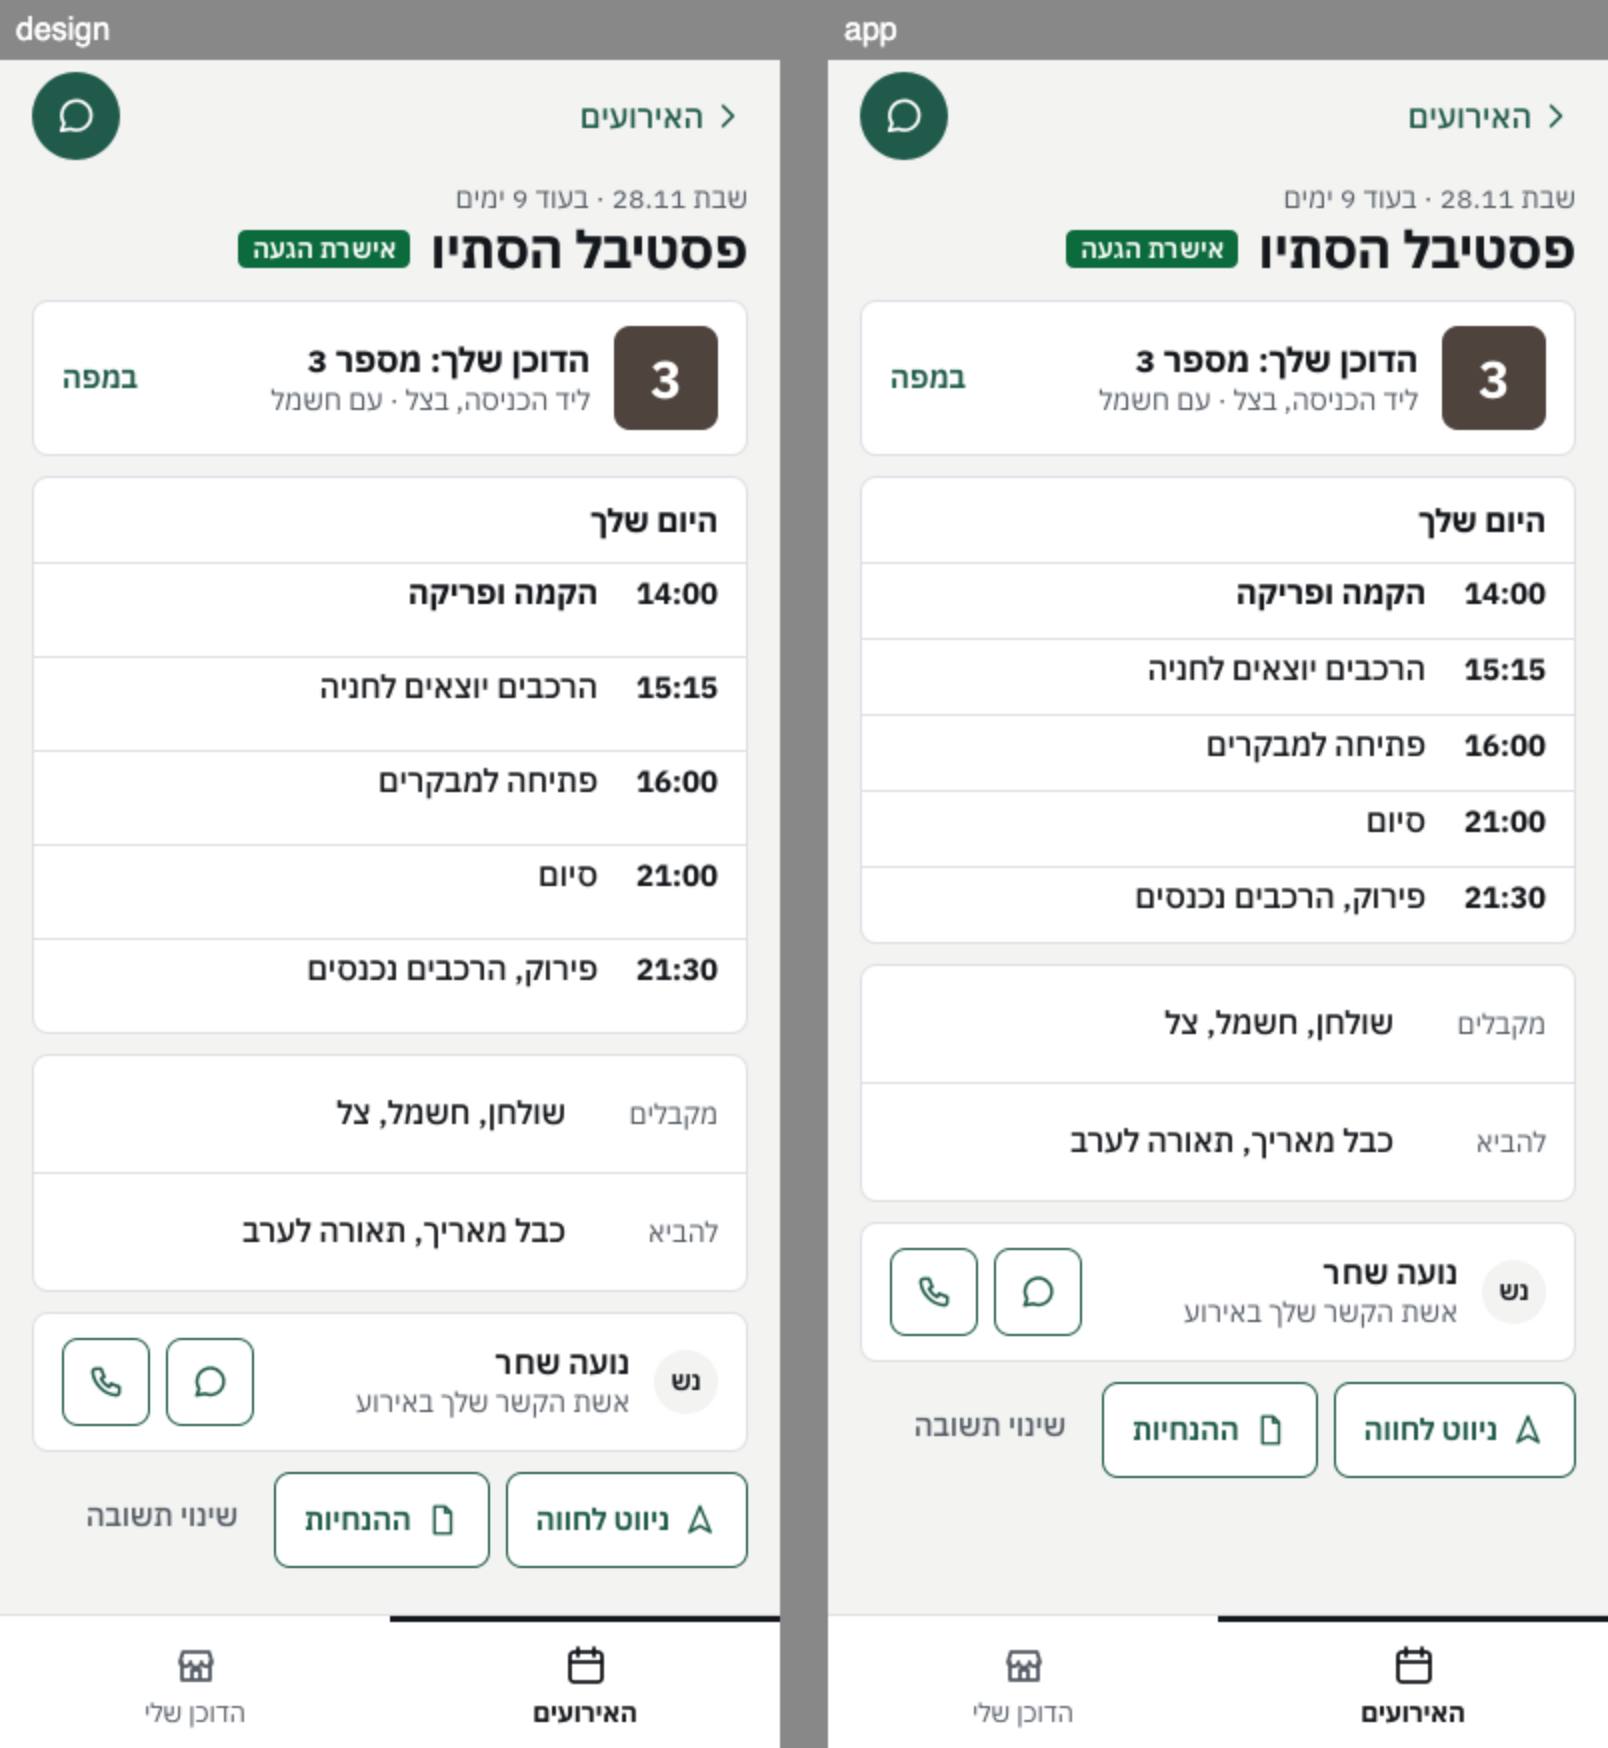 design
האירועים
שבת 28.11 · בעוד 9 ימים
פסטיבל הסתיו אישרת הגעה
3 הדוכן שלך: מספר 3 במפה
ליד הכניסה, בצל · עם חשמל
היום שלך
14:00 הקמה ופריקה
15:15 הרכבים יוצאים לחניה
16:00 פתיחה למבקרים
21:00 סיום
21:30 פירוק, הרכבים נכנסים
מקבלים שולחן, חשמל, צל
להביא כבל מאריך, תאורה לערב
נש נועה שחר
אשת הקשר שלך באירוע
ניווט לחווה ההנחיות שינוי תשובה
האירועים הדוכן שלי
app
האירועים
שבת 28.11 · בעוד 9 ימים
פסטיבל הסתיו אישרת הגעה
3 הדוכן שלך: מספר 3 במפה
ליד הכניסה, בצל · עם חשמל
היום שלך
14:00 הקמה ופריקה
15:15 הרכבים יוצאים לחניה
16:00 פתיחה למבקרים
21:00 סיום
21:30 פירוק, הרכבים נכנסים
מקבלים שולחן, חשמל, צל
להביא כבל מאריך, תאורה לערב
נש נועה שחר
אשת הקשר שלך באירוע
ניווט לחווה ההנחיות שינוי תשובה
האירועים הדוכן שלי